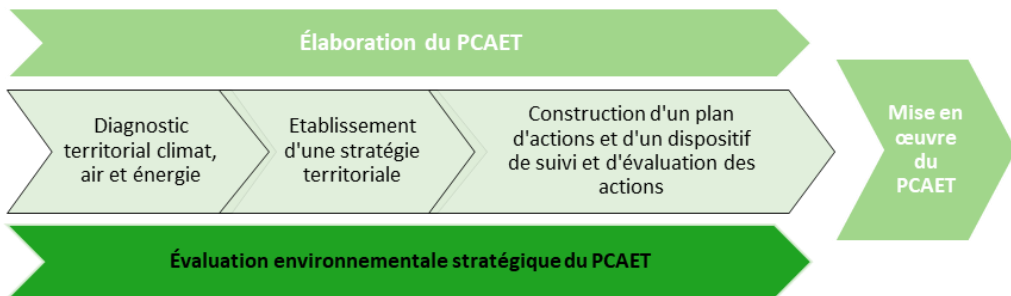 Élaboration du PCAET
Diagnostic
territorial climat,
air et énergie
Etablissement
d'une stratégie
territoriale
Construction d'un plan
d'actions et d'un dispositif
de suivi et d'évaluation des
actions
Mise en
œuvre
du
PCAET
Évaluation environnementale stratégique du PCAET